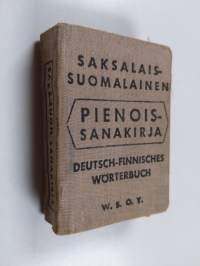 SAKSALAIS-
SUOMALAINEN
PIENOIS-
SANAKIRJA
DEUTSCH-FINNISCHES
WÖRTERBUCH
W. S. O. Y.